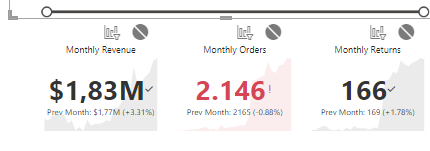 Monthly Revenue
Monthly Orders
Monthly Returns
$1,83M✓
2.146!
166✓
Prev Month: $1,77M (+3.31%)
Prev Month: 2165 (-0.88%)
Prev Month: 169 (+1.78%)